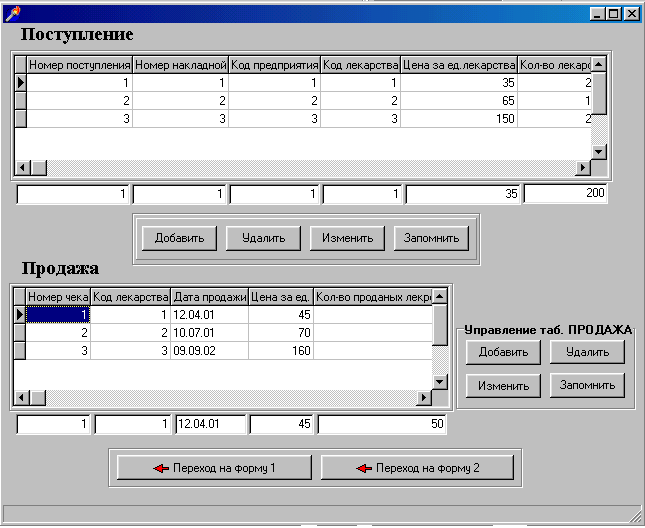 Поступление
Номер поступления Номер накладной Код предприятия Код лекарства Цена за ед.лекарства Кол-во лекарс
1 1 1 1 35 2
2 2 2 2 65 1
3 3 3 3 150 2
1 1 1 1 35 200
Добавить Удалить Изменить Запомнить
Продажа
Номер чека Код лекарства Дата продажи Цена за ед. Кол-во проданых лекрс
1 1 12.04.01 45
2 2 10.07.01 70
3 3 09.09.02 160
Управление таб. ПРОДАЖА
Добавить Удалить
Изменить Запомнить
1 1 12.04.01 45 50
Переход на форму 1 Переход на форму 2